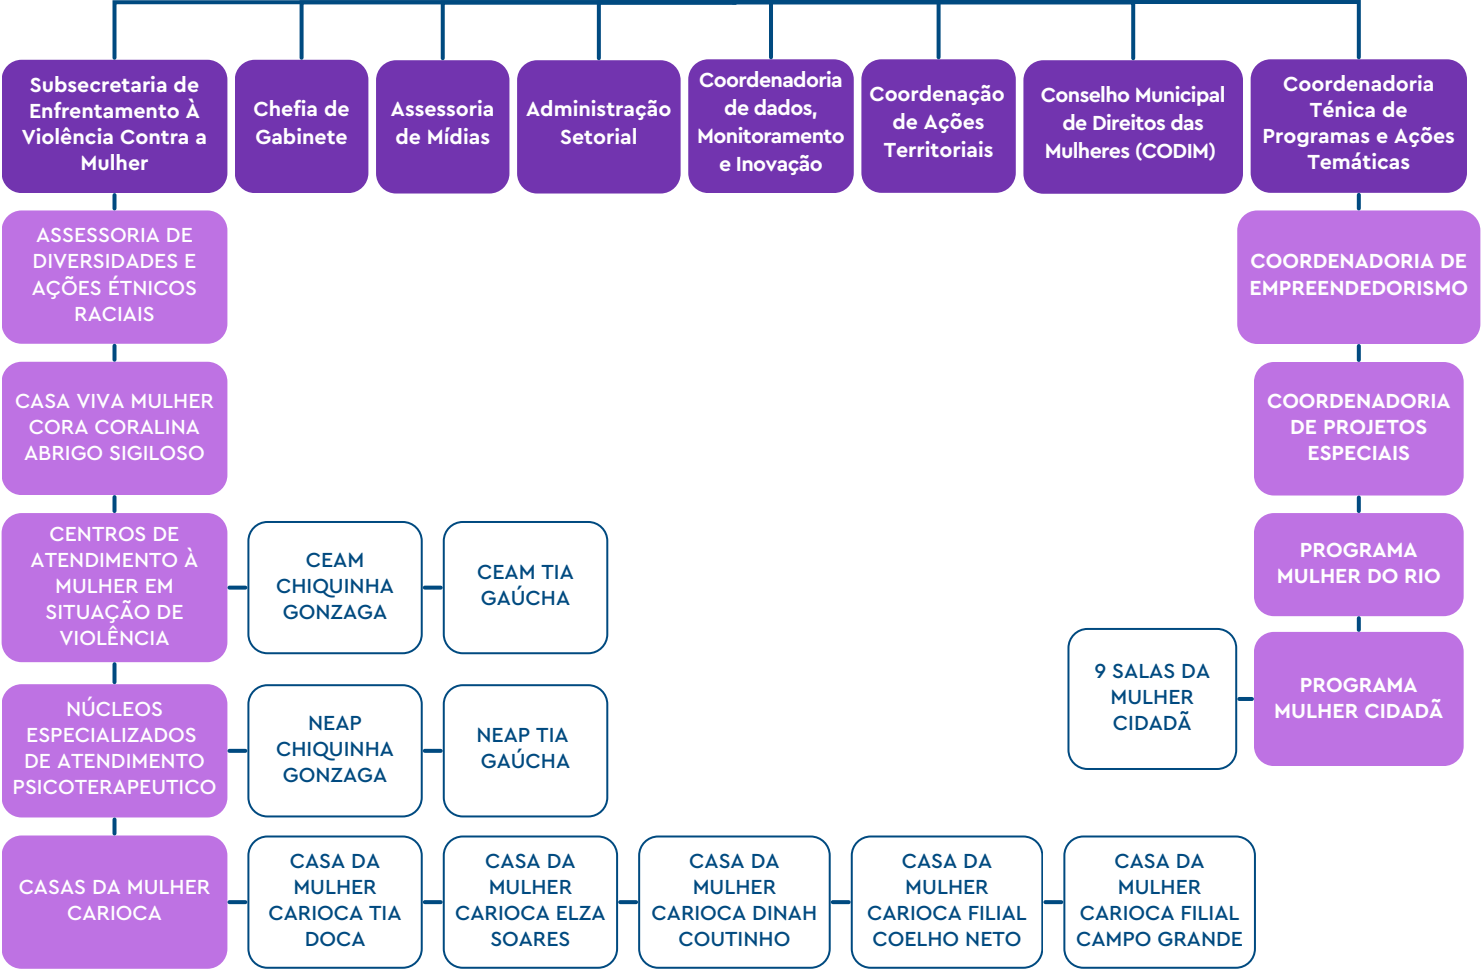 Subsecretaria de
Enfrentamento À
Violência Contra a
Mulher
Chefia de
Gabinete
Assessoria
de Mídias
Administração
Setorial
Coordenadoria
de dados,
Monitoramento
e Inovação
Coordenação
de Ações
Territoriais
Conselho Municipal
de Direitos das
Mulheres (CODIM)
Coordenadoria
Ténica de
Programas e Ações
Temáticas
ASSESSORIA DE
DIVERSIDADES E
AÇÕES ÉTNICOS
RACIAIS
COORDENADORIA DE
EMPREENDEDORISMO
CASA VIVA MULHER
CORA CORALINA
ABRIGO SIGILOSO
COORDENADORIA
DE PROJETOS
ESPECIAIS
CENTROS DE
ATENDIMENTO À
MULHER EM
SITUAÇÃO DE
VIOLÊNCIA
CEAM
CHIQUINHA
GONZAGA
CEAM TIA
GAÚCHA
PROGRAMA
MULHER DO RIO
9 SALAS DA
MULHER
CIDADÃ
PROGRAMA
MULHER CIDADÃ
NÚCLEOS
ESPECIALIZADOS
DE ATENDIMENTO
PSICOTERAPEUTICO
NEAP
CHIQUINHA
GONZAGA
NEAP TIA
GAÚCHA
CASAS DA MULHER
CARIOCA
CASA DA
MULHER
CARIOCA TIA
DOCA
CASA DA
MULHER
CARIOCA ELZA
SOARES
CASA DA
MULHER
CARIOCA DINAH
COUTINHO
CASA DA
MULHER
CARIOCA FILIAL
COELHO NETO
CASA DA
MULHER
CARIOCA FILIAL
CAMPO GRANDE